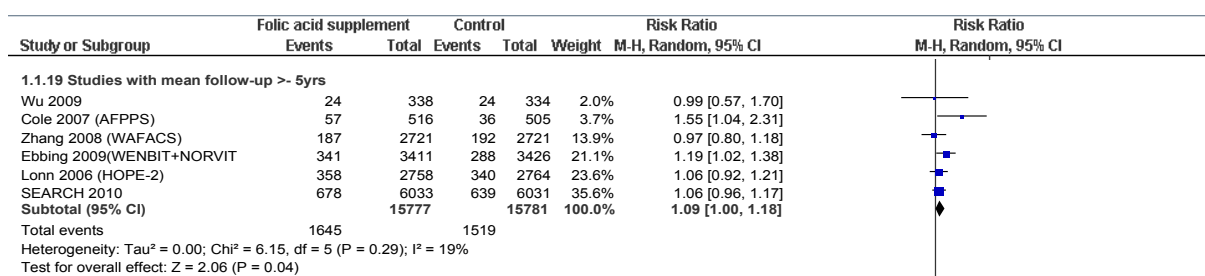 Folic acid supplement Control Risk Ratio Risk Ratio
Study or Subgroup Events Total Events Total Weight M-H, Random, 95% CI M-H, Random, 95% CI
1.1.19 Studies with mean follow-up >- 5yrs
Wu 2009 24 338 24 334 2.0% 0.99 [0.57, 1.70]
Cole 2007 (AFPPS) 57 516 36 505 3.7% 1.55 [1.04, 2.31]
Zhang 2008 (WAFACS) 187 2721 192 2721 13.9% 0.97 [0.80, 1.18]
Ebbing 2009(WENBIT+NORVIT 341 3411 288 3426 21.1% 1.19 [1.02, 1.38]
Lonn 2006 (HOPE-2) 358 2758 340 2764 23.6% 1.06 [0.92, 1.21]
SEARCH 2010 678 6033 639 6031 35.6% 1.06 [0.96, 1.17]
Subtotal (95% CI) 15777 15781 100.0% 1.09 [1.00, 1.18]
Total events 1645 1519
Heterogeneity: Tau² = 0.00; Chi² = 6.15, df = 5 (P = 0.29); I² = 19%
Test for overall effect: Z = 2.06 (P = 0.04)